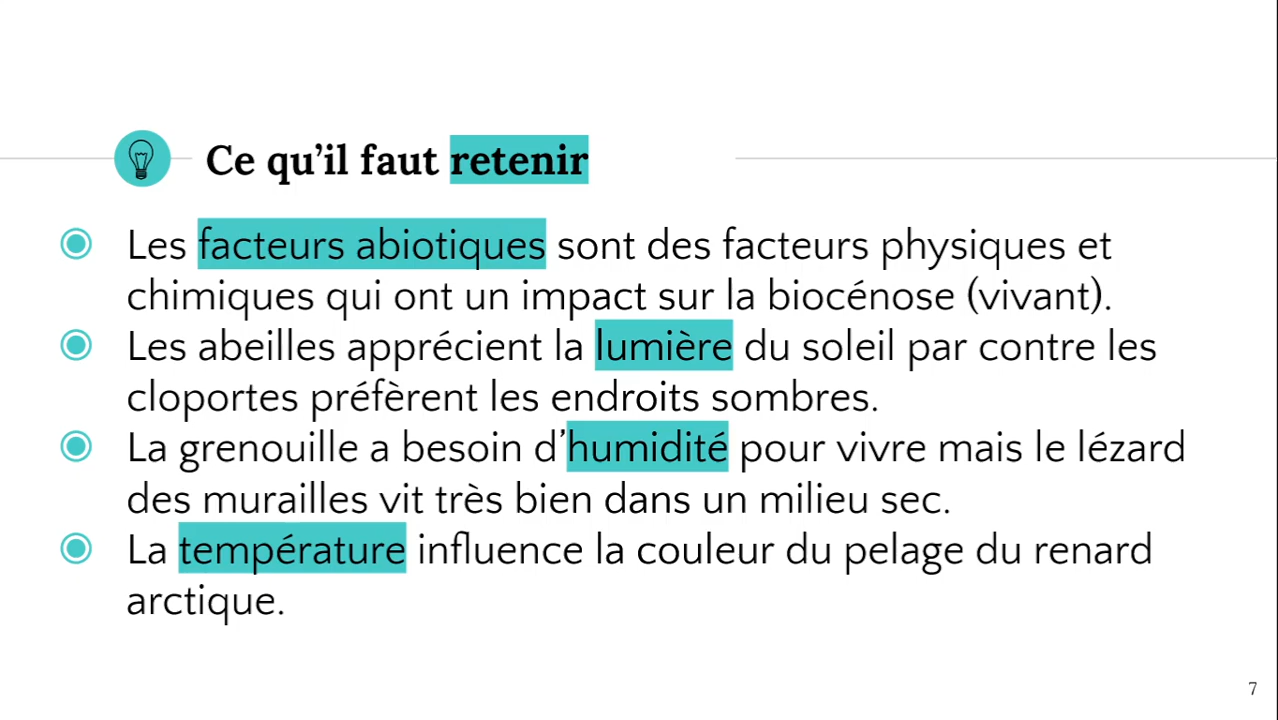 Ce qu’il faut retenir
Les facteurs abiotiques sont des facteurs physiques et
chimiques qui ont un impact sur la biocénose (vivant).
Les abeilles apprécient la lumière du soleil par contre les
cloportes préfèrent les endroits sombres.
La grenouille a besoin d’humidité pour vivre mais le lézard
des murailles vit très bien dans un milieu sec.
La température influence la couleur du pelage du renard
arctique.
7